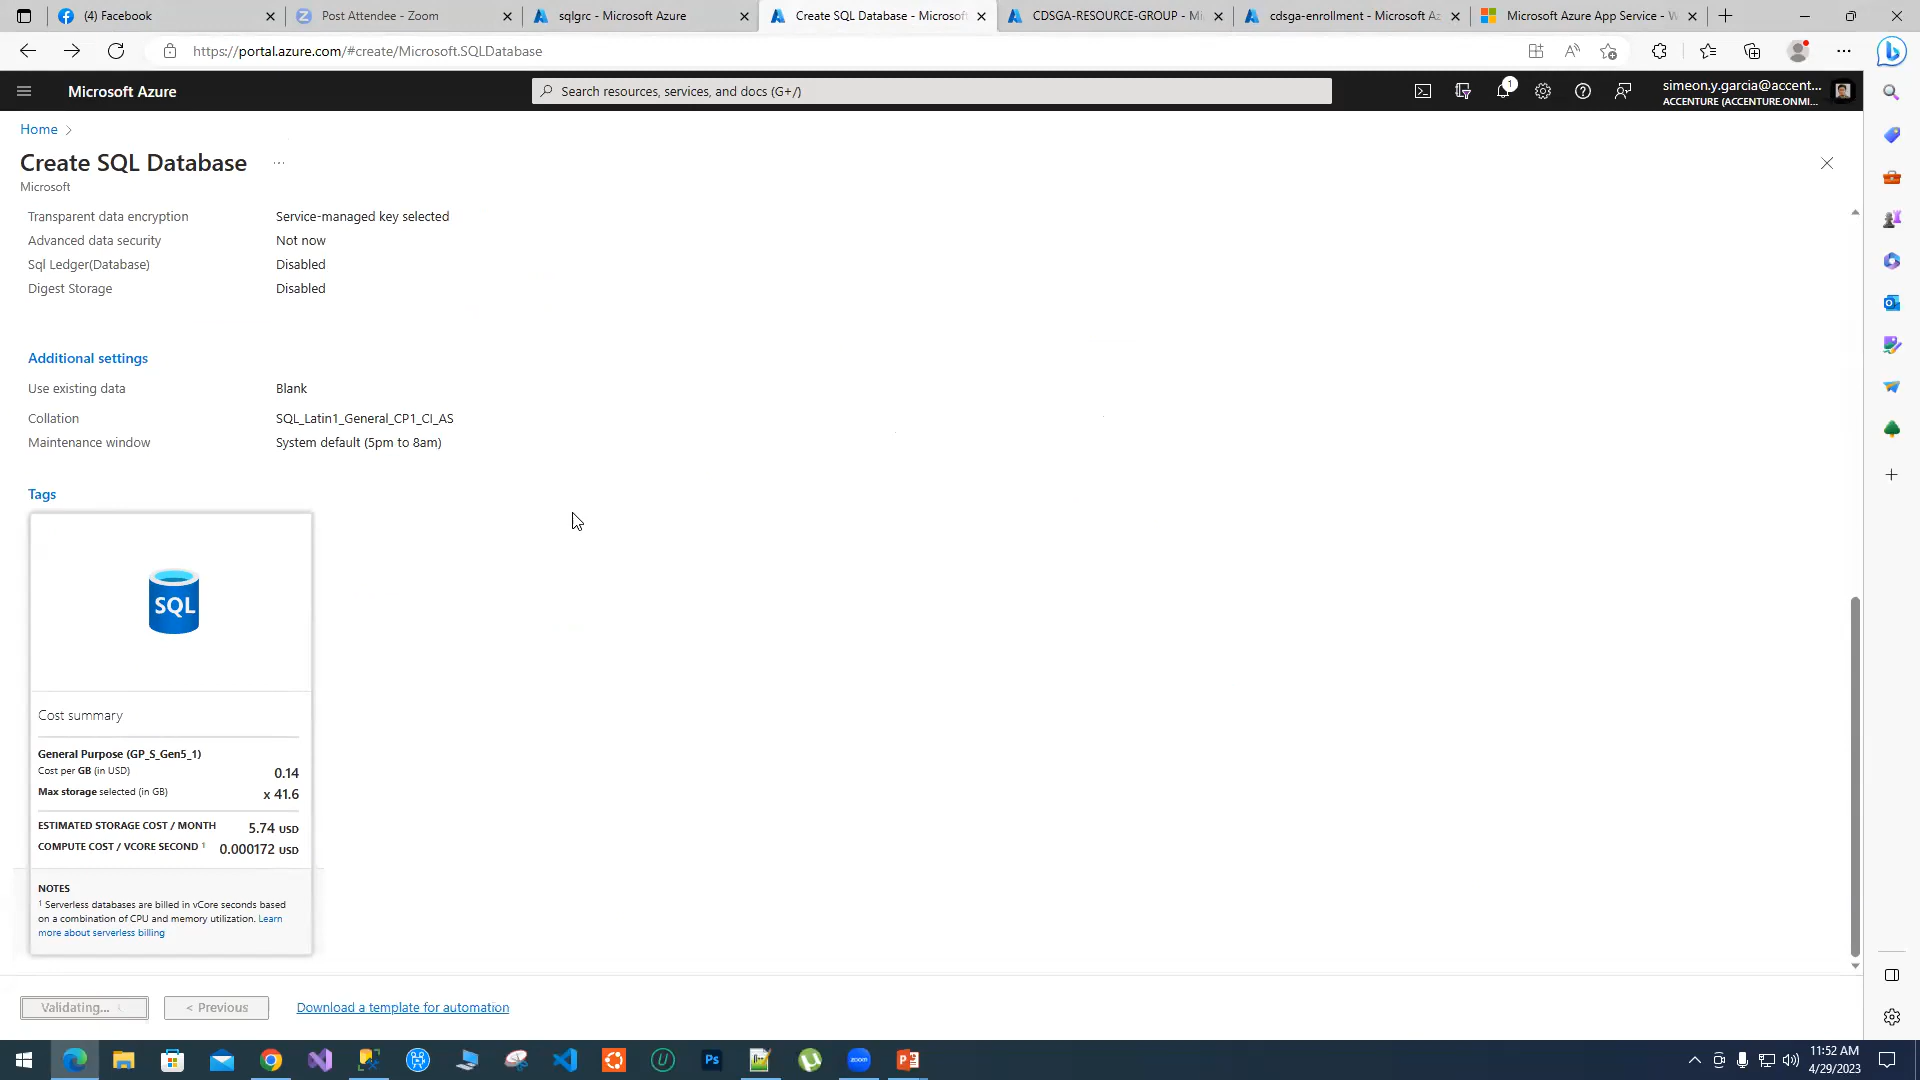 (4) Facebook
Post Attendee - Zoom
sqlgrc - Microsoft Azure
Create SQL Database - Microsof
CDSGA-RESOURCE-GROUP - Mi
cdsga-enrollment - Microsoft Az
Microsoft Azure App Service - W
https://portal.azure.com/#create/Microsoft.SQLDatabase
Microsoft Azure
Search resources, services, and docs (G+/)
1
simeon.y.garcia@accent...
ACCENTURE (ACCENTURE.ONMI...
Home
Create SQL Database
...
Microsoft
Transparent data encryption
Service-managed key selected
Advanced data security
Not now
Sql Ledger(Database)
Disabled
Digest Storage
Disabled
Additional settings
Use existing data
Blank
Collation
SQL_Latin1_General_CP1_CI_AS
Maintenance window
System default (5pm to 8am)
Tags
SQL
Cost summary
General Purpose (GP_S_Gen5_1)
Cost per GB (in USD)
0.14
Max storage selected (in GB)
x 41.6
ESTIMATED STORAGE COST / MONTH
5.74 USD
COMPUTE COST / VCORE SECOND 1
0.000172 USD
NOTES
1 Serverless databases are billed in vCore seconds based
on a combination of CPU and memory utilization. Learn
more about serverless billing
Validating...
< Previous
Download a template for automation
Ps
zoom
11:52 AM
4/29/2023